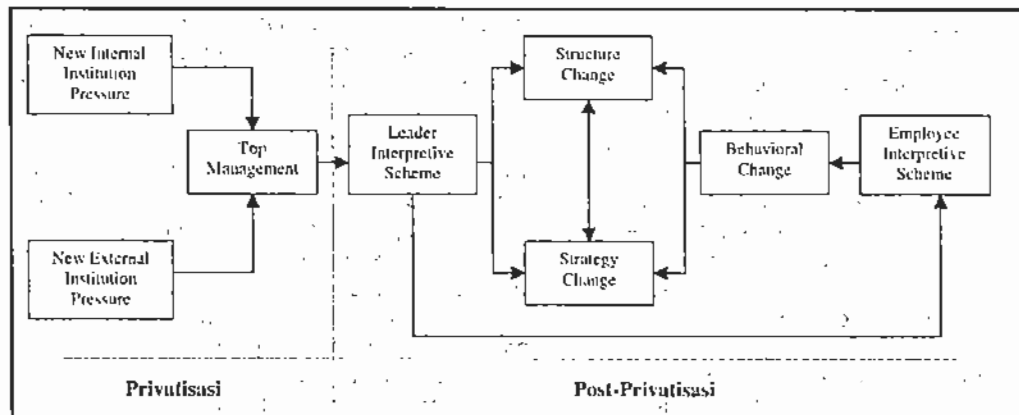 New Internal
Institution
Pressure
Top
Management
New External
Institution
Pressure
Leader
Interpretive
Scheme
Structure
Change
Strategy
Change
Behavioral
Change
Employee
Interpretive
Scheme
Privatisasi
Post-Privatisasi